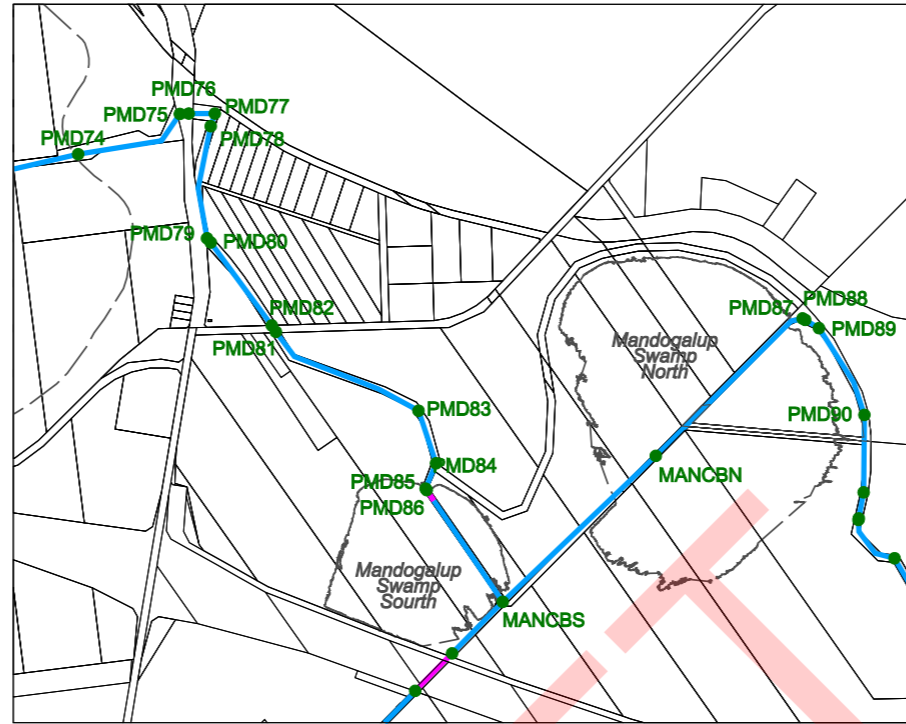 PMD76
PMD75
PMD77
PMD78
PMD74
PMD79
PMD80
PMD82
PMD81
PMD87
PMD88
PMD89
Mandogalup
Swamp
North
PMD83
PMD90
MANCBN
PMD84
PMD85
PMD86
Mandogalup
Swamp
Sourth
MANCBS